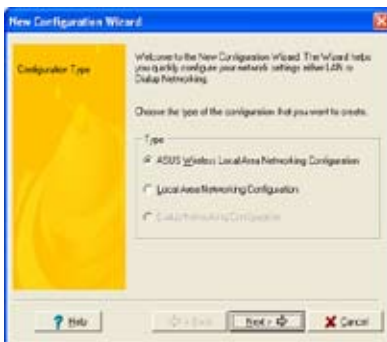 New Configuration Wizard
Configuration Type
Welcome to the New Configuration Wizard. The Wizard helps
you quickly configure your network settings either LAN or
Dialup Networking.
Choose the type of the configuration that you want to create.
Type
ASUS Wireless Local Area Networking Configuration
Local Area Networking Configuration
Dialup Networking Configuration
Help
< Back
Next >
Cancel